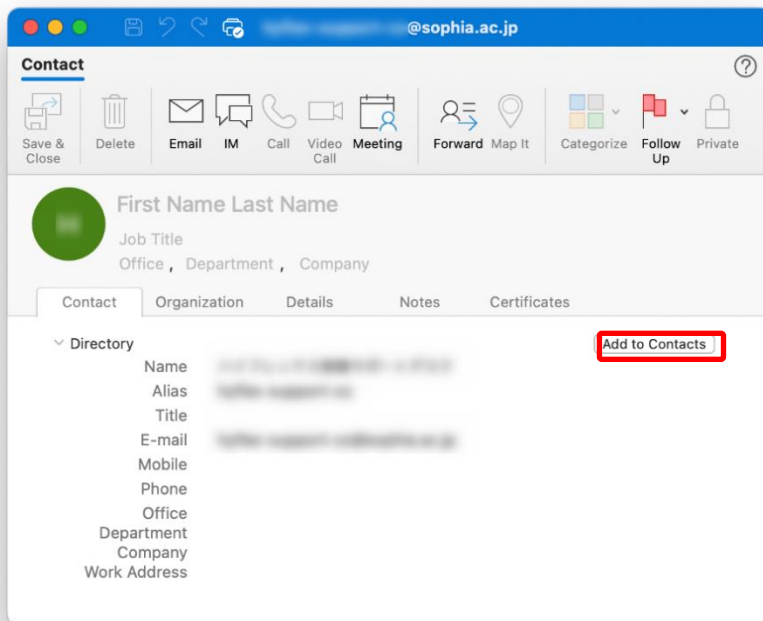 @sophia.ac.jp
Contact
Save & Close
Delete
Email
IM
Call
Video Call
Meeting
Forward
Map It
Categorize
Follow Up
Private
First Name Last Name
Job Title
Office , Department , Company
Contact Organization Details Notes Certificates
Directory
Add to Contacts
Name
Alias
Title
E-mail
Mobile
Phone
Office
Department
Company
Work Address